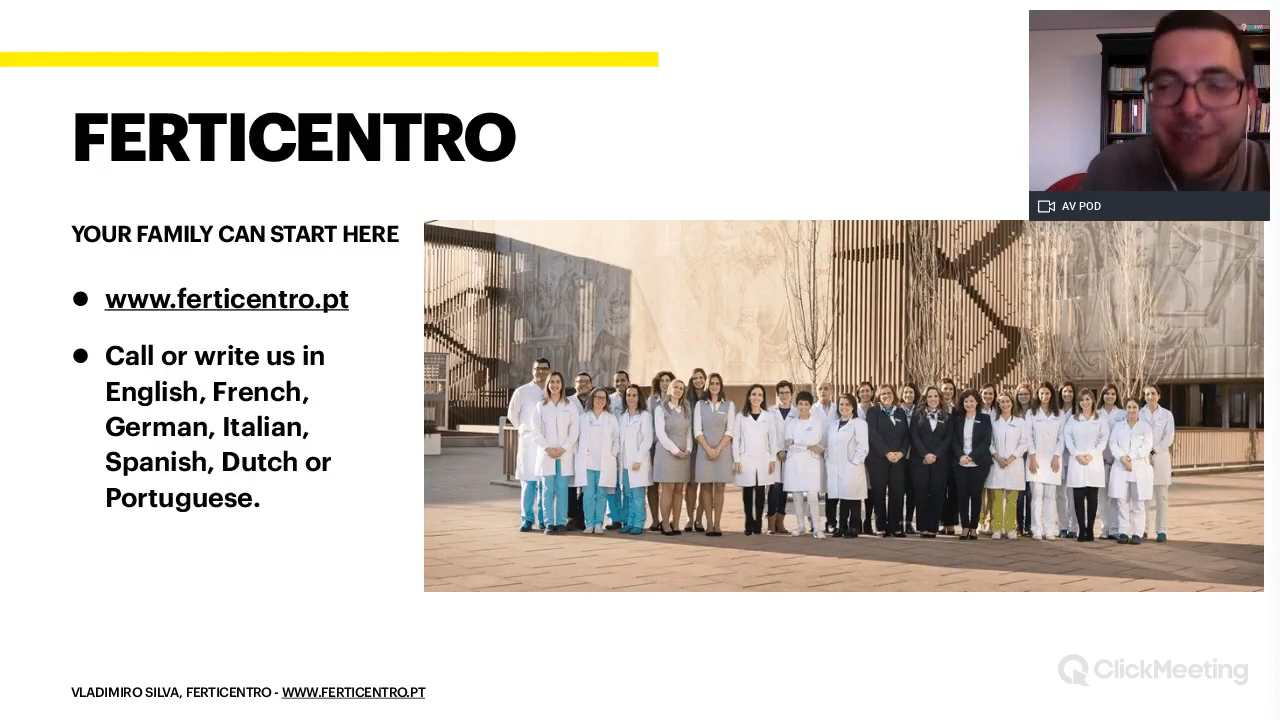 FERTICENTRO
AV POD
YOUR FAMILY CAN START HERE
● www.ferticentro.pt
● Call or write us in
English, French,
German, Italian,
Spanish, Dutch or
Portuguese.
ClickMeeting
VLADIMIRO SILVA, FERTICENTRO - WWW.FERTICENTRO.PT